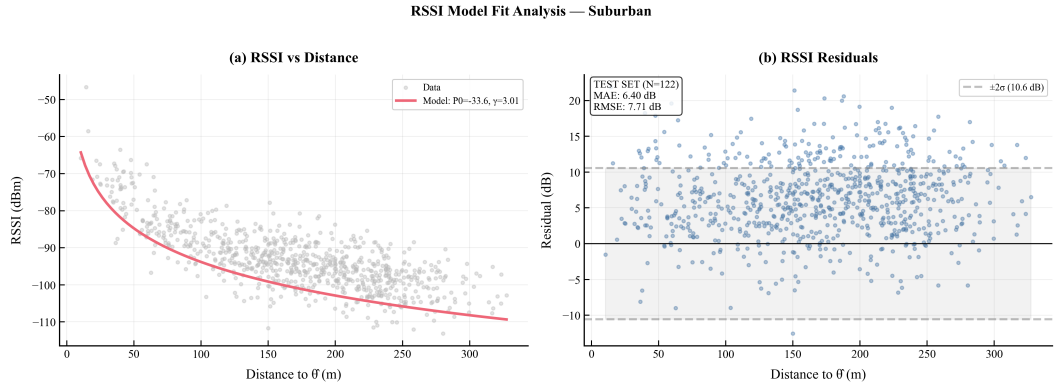 RSSI Model Fit Analysis — Suburban
(a) RSSI vs Distance
Data
Model: P0=-33.6, γ=3.01
−50
−60
−70
−80
−90
−100
−110
RSSI (dBm)
0
50
100
150
200
250
300
Distance to θ̂ (m)
(b) RSSI Residuals
TEST SET (N=122)
MAE: 6.40 dB
RMSE: 7.71 dB
±2σ (10.6 dB)
20
15
10
5
0
−5
−10
Residual (dB)
0
50
100
150
200
250
300
Distance to θ̂ (m)